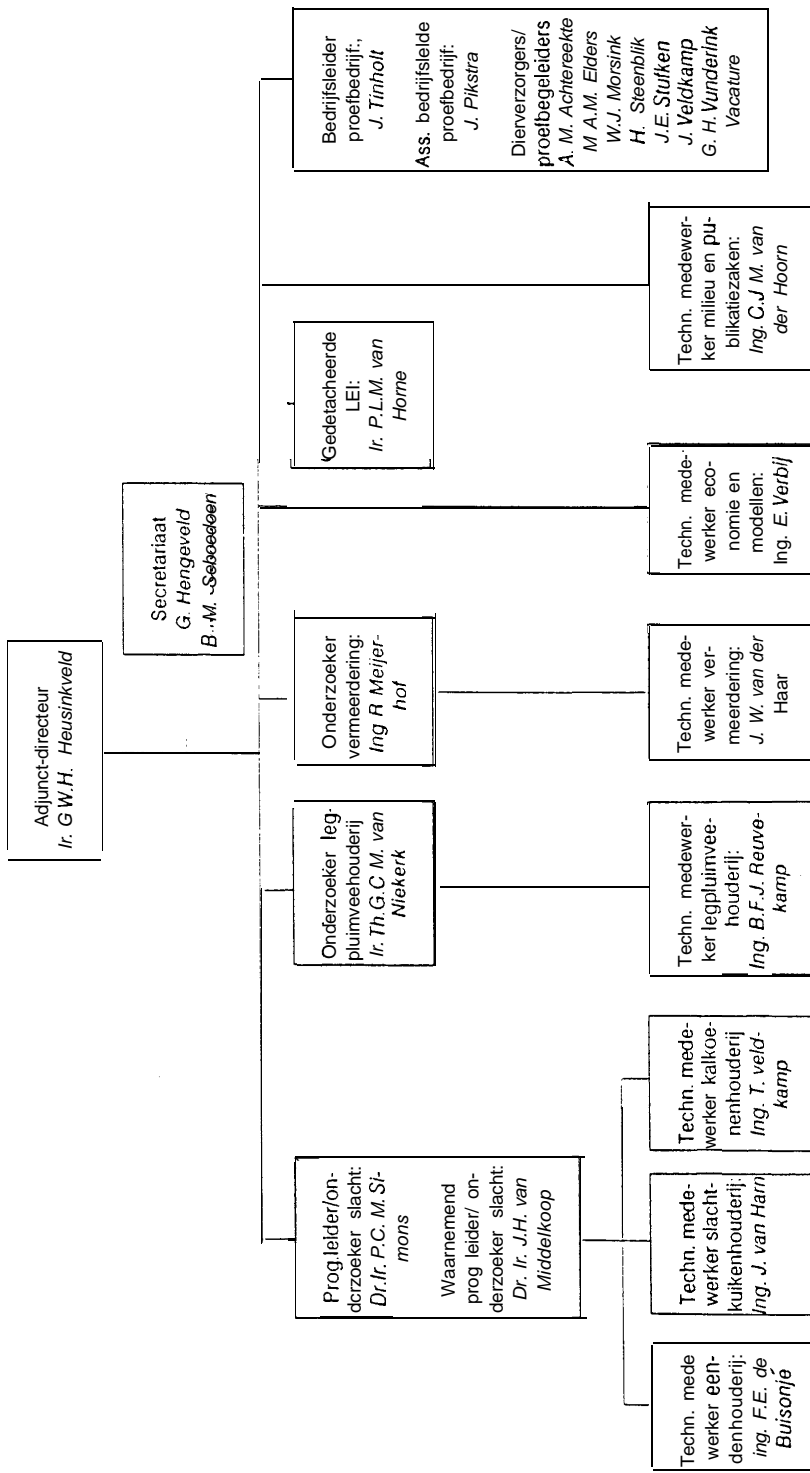 Adjunct-directeur
Ir. G W.H. Heusinkveld
Secretariaat
G. Hengeveld
B. M. Soboedoen
Prog.leider/on-
dcrzoeker slacht:
Dr.Ir. P.C. M. Si-
mons
Waarnemend
prog leider/ on-
derzoeker slacht:
Dr. Ir. J.H. van
Middelkoop
Onderzoeker leg-
pluimveehouderij
Ir. Th.G.C M. van
Niekerk
Onderzoeker
vermeerdering:
Ing R Meijer-
hof
Gedetacheerde
LEI:
Ir. P.L.M. van
Horne
Bedrijfsleider
proefbedrijf:,
J. Tinholt
Ass. bedrijfsleide
proefbedrijf:
J. Pikstra
Dierverzorgers/
proefbegeleiders
A. M. Achtereekte
M A.M. Elders
W.J. Morsink
H. Steenblik
J.E. Stufken
J. Veldkamp
G. H. Vunderink
Vacature
Techn. mede
werker een-
denhouderij:
ing. F.E. de
Buisonjé
Techn. mede-
werker slacht-
kuikenhouderij:
Ing. J. van Harn
Techn. mede-
werker kalkoe-
nenhouderij
Ing. T. veld-
kamp
Techn. medewer-
ker legpluimvee-
houderij:
Ing. B.F.J. Reuve-
kamp
Techn. mede-
werker ver-
meerdering:
J. W. van der
Haar
Techn. mede-
werker eco-
nomie en
modellen:
Ing. E. Verbij
Techn. medewer-
ker milieu en pu-
blikatiezaken:
Ing. C.J M. van
der Hoorn